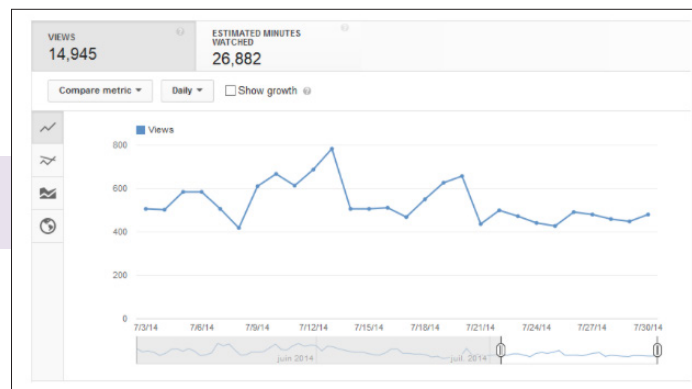 VIEWS
14,945
ESTIMATED MINUTES
WATCHED
26,882
Compare metric
Daily
Show growth
Views
800
600
400
200
0
7/3/14 7/6/14 7/9/14 7/12/14 7/15/14 7/18/14 7/21/14 7/24/14 7/27/14 7/30/14
juin 2014 juil. 2014